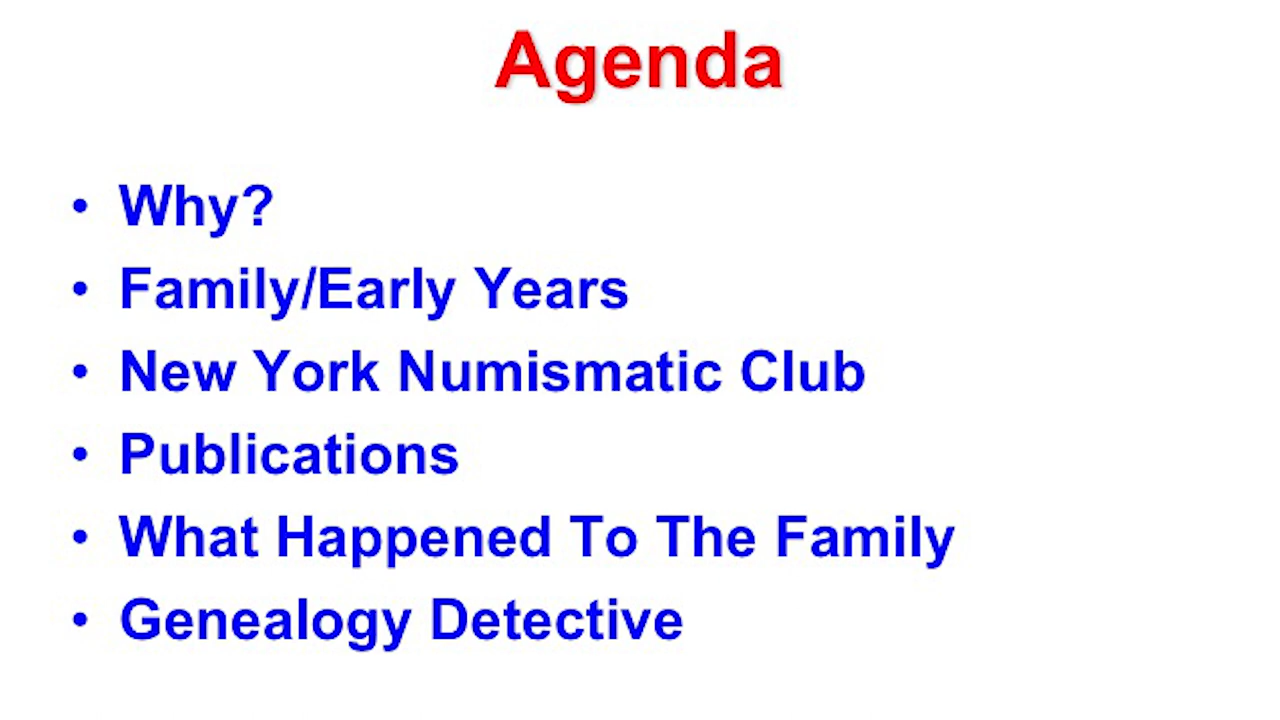 Agenda
• Why?
• Family/Early Years
• New York Numismatic Club
• Publications
• What Happened To The Family
• Genealogy Detective